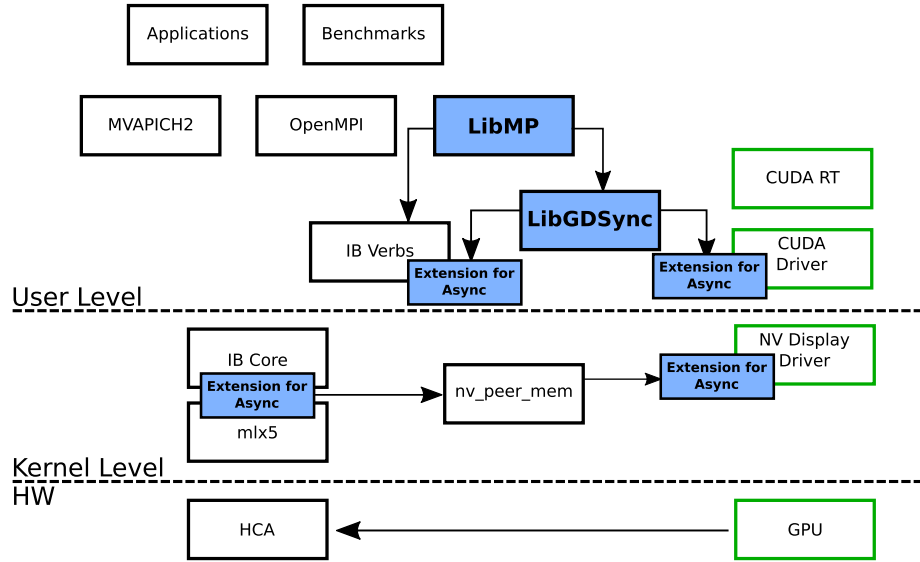 Applications
Benchmarks
MVAPICH2
OpenMPI
LibMP
CUDA RT
LibGDSync
IB Verbs
Extension for
Async
CUDA
Driver
Extension for
Async
User Level
IB Core
Extension for
Async
mlx5
nv_peer_mem
NV Display
Driver
Extension for
Async
Kernel Level
HW
HCA
GPU